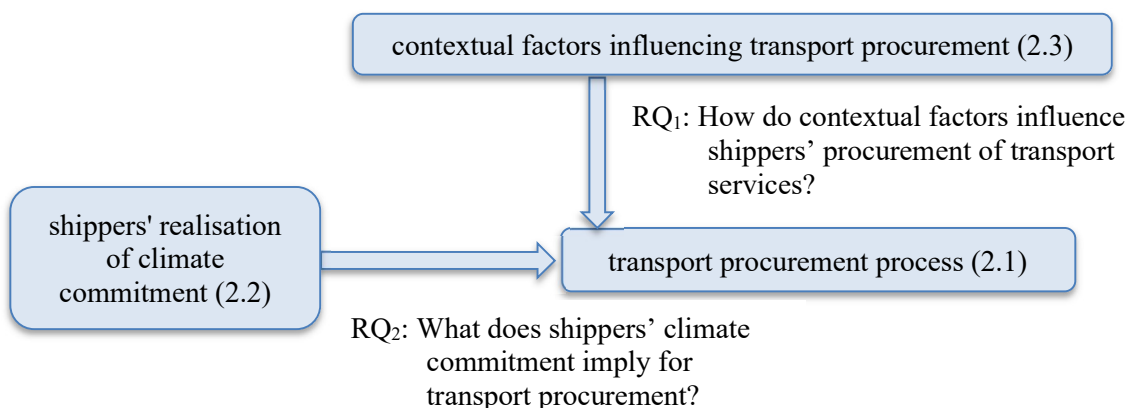 contextual factors influencing transport procurement (2.3)
RQ₁: How do contextual factors influence
shippers’ procurement of transport
services?
shippers' realisation
of climate
commitment (2.2)
transport procurement process (2.1)
RQ₂: What does shippers’ climate
commitment imply for
transport procurement?